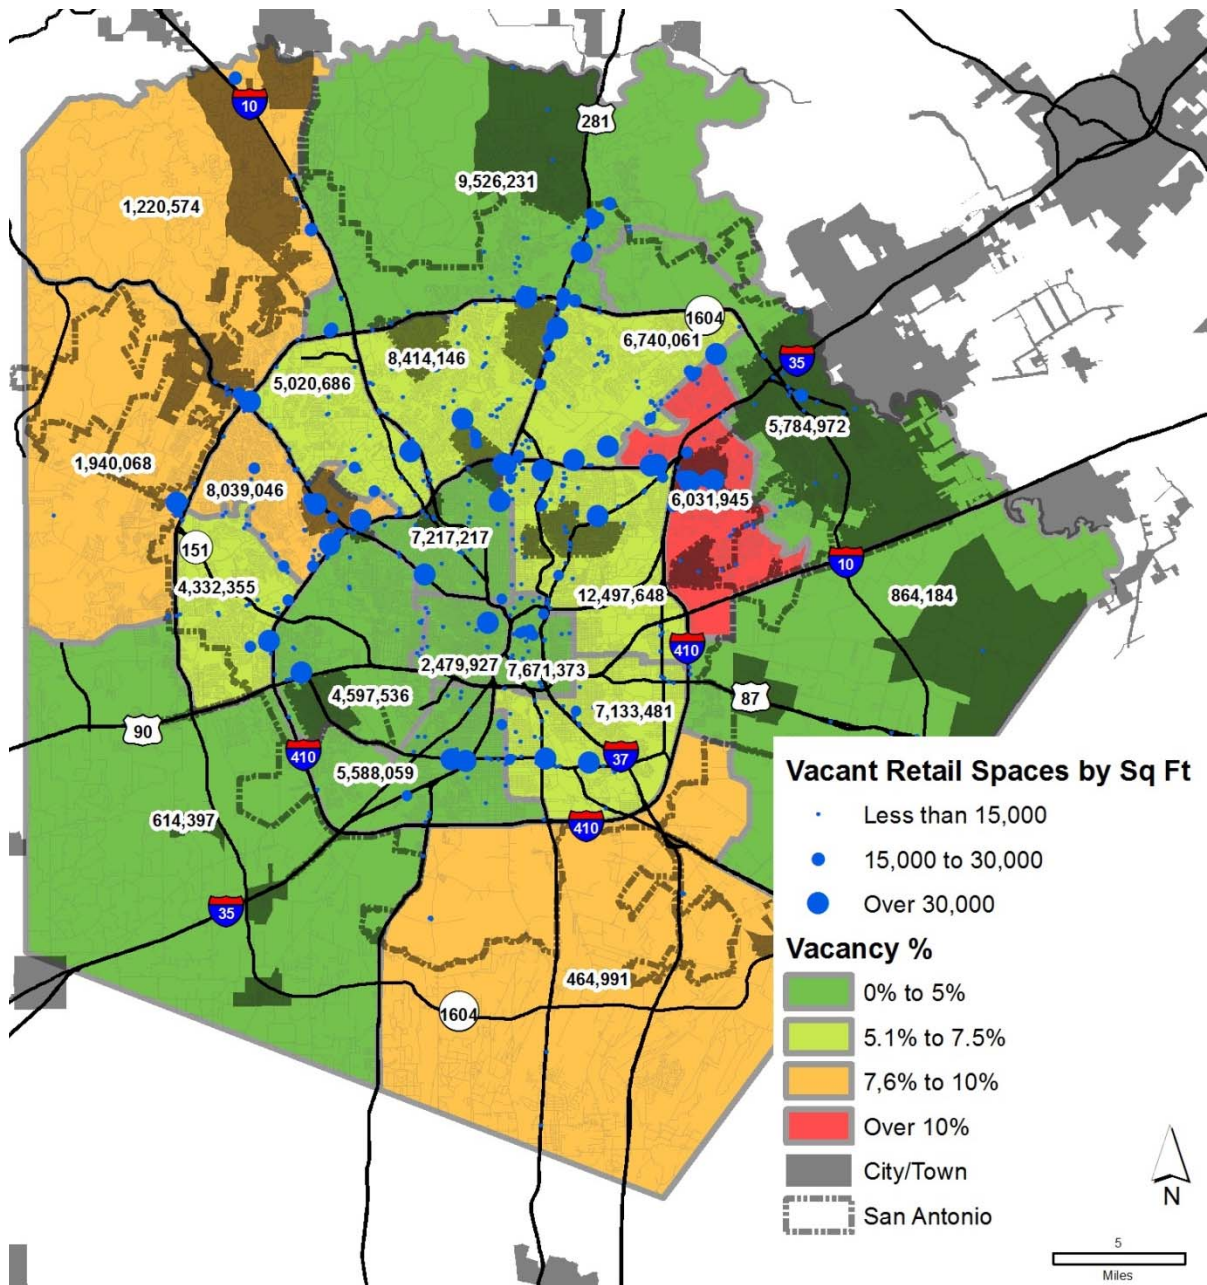 10
281
9,526,231
1,220,574
1604
6,740,061
8,414,146
35
5,020,686
5,784,972
1,940,068
8,039,046
6,031,945
7,217,217
151
10
4,332,355
12,497,648
864,184
410
2,479,927
7,671,373
4,597,536
87
7,133,481
90
410
37
5,588,059
614,397
410
35
464,991
1604
Vacant Retail Spaces by Sq Ft
Less than 15,000
15,000 to 30,000
Over 30,000
Vacancy %
0% to 5%
5.1% to 7.5%
7,6% to 10%
Over 10%
City/Town
San Antonio
N
5
Miles